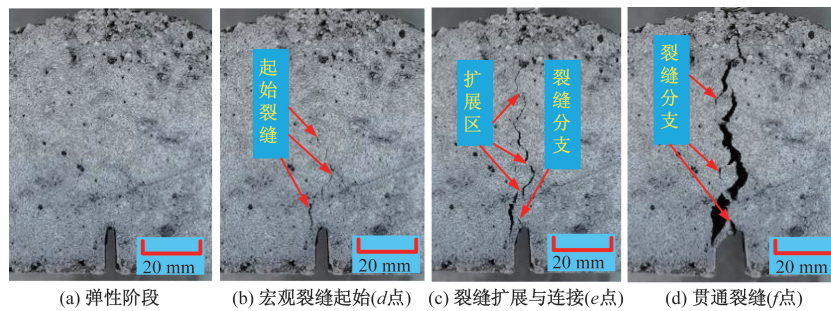 起始裂缝
扩展区
裂缝分支
裂缝分支
20 mm
20 mm
20 mm
20 mm
(a) 弹性阶段
(b) 宏观裂缝起始(d点)
(c) 裂缝扩展与连接(e点)
(d) 贯通裂缝(f点)